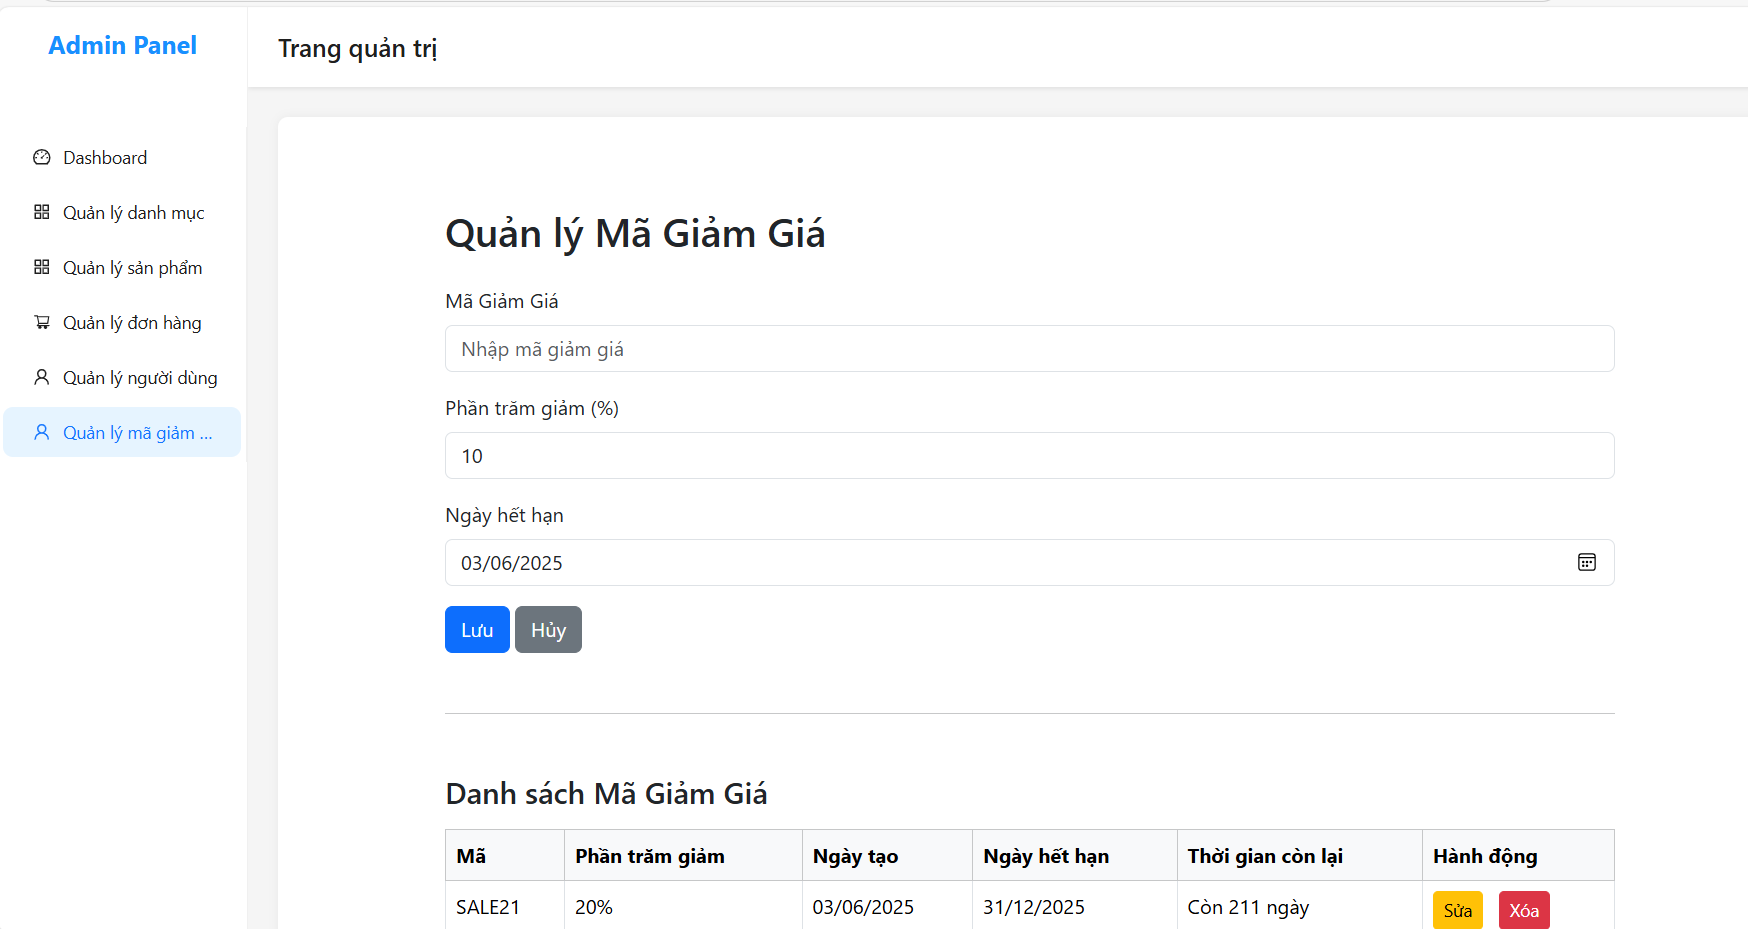 Admin Panel
Trang quản trị
Dashboard
Quản lý danh mục
Quản lý sản phẩm
Quản lý đơn hàng
Quản lý người dùng
Quản lý mã giảm ...
Quản lý Mã Giảm Giá
Mã Giảm Giá
Nhập mã giảm giá
Phần trăm giảm (%)
10
Ngày hết hạn
03/06/2025
Lưu Hủy
Danh sách Mã Giảm Giá
Mã Phần trăm giảm Ngày tạo Ngày hết hạn Thời gian còn lại Hành động
SALE21 20% 03/06/2025 31/12/2025 Còn 211 ngày Sửa Xóa